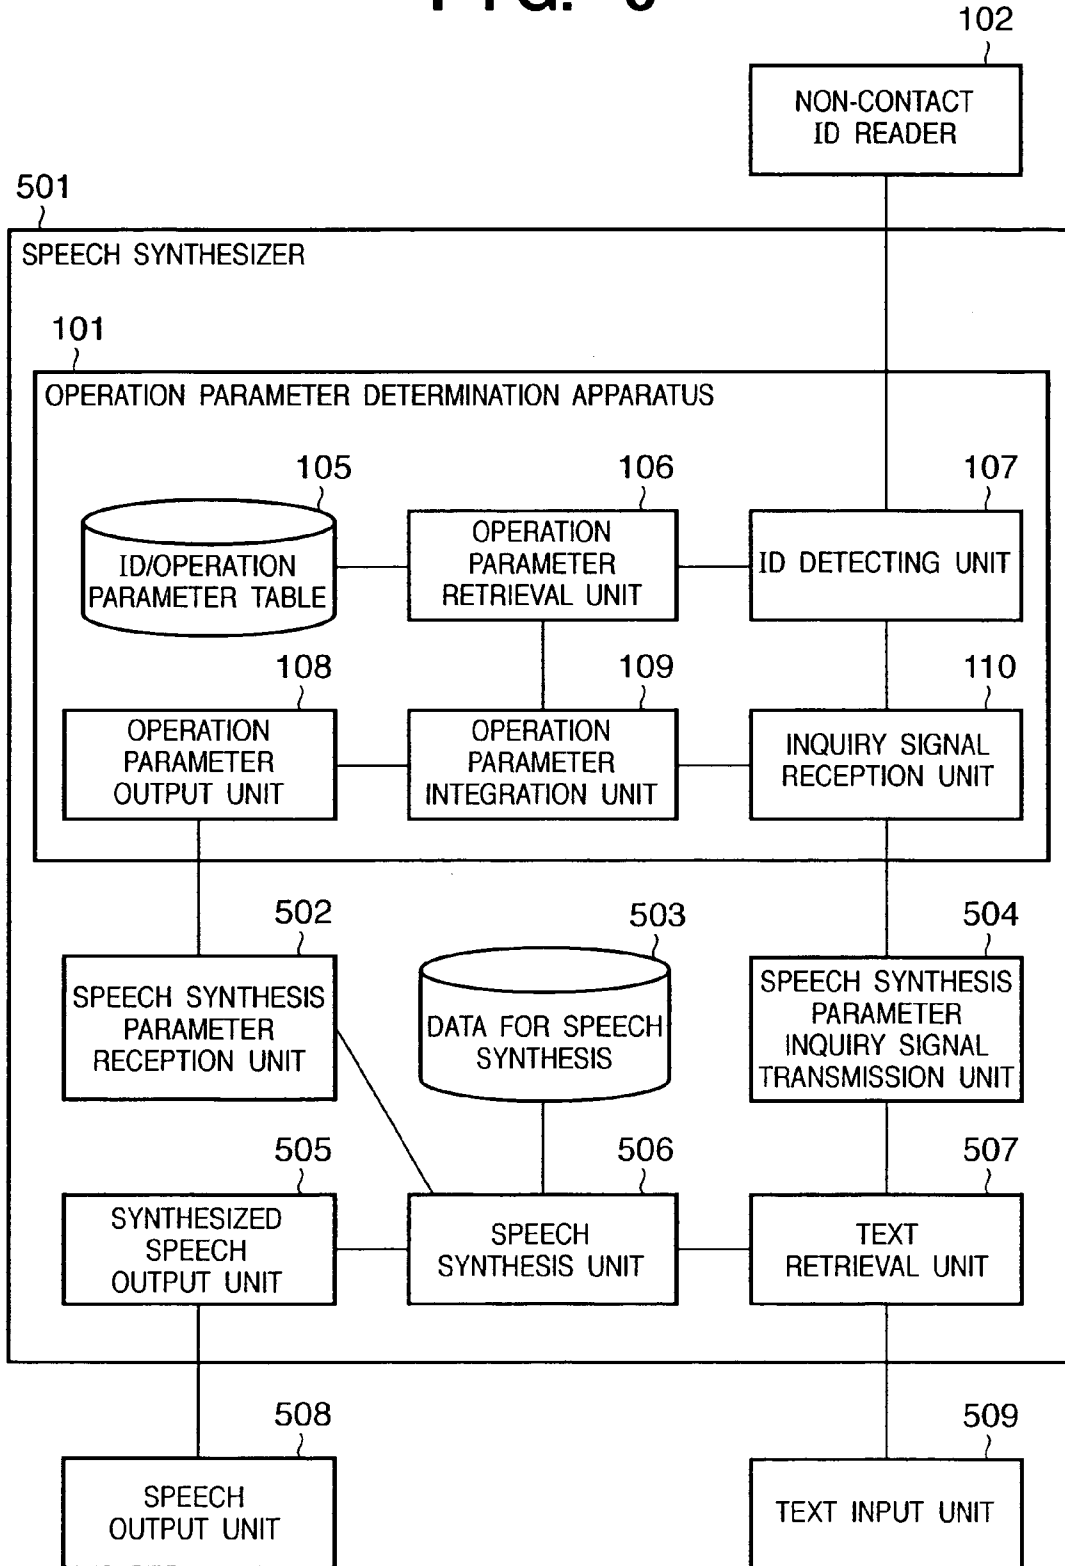 102
NON-CONTACT
ID READER
501
SPEECH SYNTHESIZER
101
OPERATION PARAMETER DETERMINATION APPARATUS
105
106
107
ID/OPERATION
PARAMETER TABLE
OPERATION
PARAMETER
RETRIEVAL UNIT
ID DETECTING UNIT
108
109
110
OPERATION
PARAMETER
OUTPUT UNIT
OPERATION
PARAMETER
INTEGRATION UNIT
INQUIRY SIGNAL
RECEPTION UNIT
502
503
504
SPEECH SYNTHESIS
PARAMETER
RECEPTION UNIT
DATA FOR SPEECH
SYNTHESIS
SPEECH SYNTHESIS
PARAMETER
INQUIRY SIGNAL
TRANSMISSION UNIT
505
506
507
SYNTHESIZED
SPEECH
OUTPUT UNIT
SPEECH
SYNTHESIS UNIT
TEXT
RETRIEVAL UNIT
508
509
SPEECH
OUTPUT UNIT
TEXT INPUT UNIT